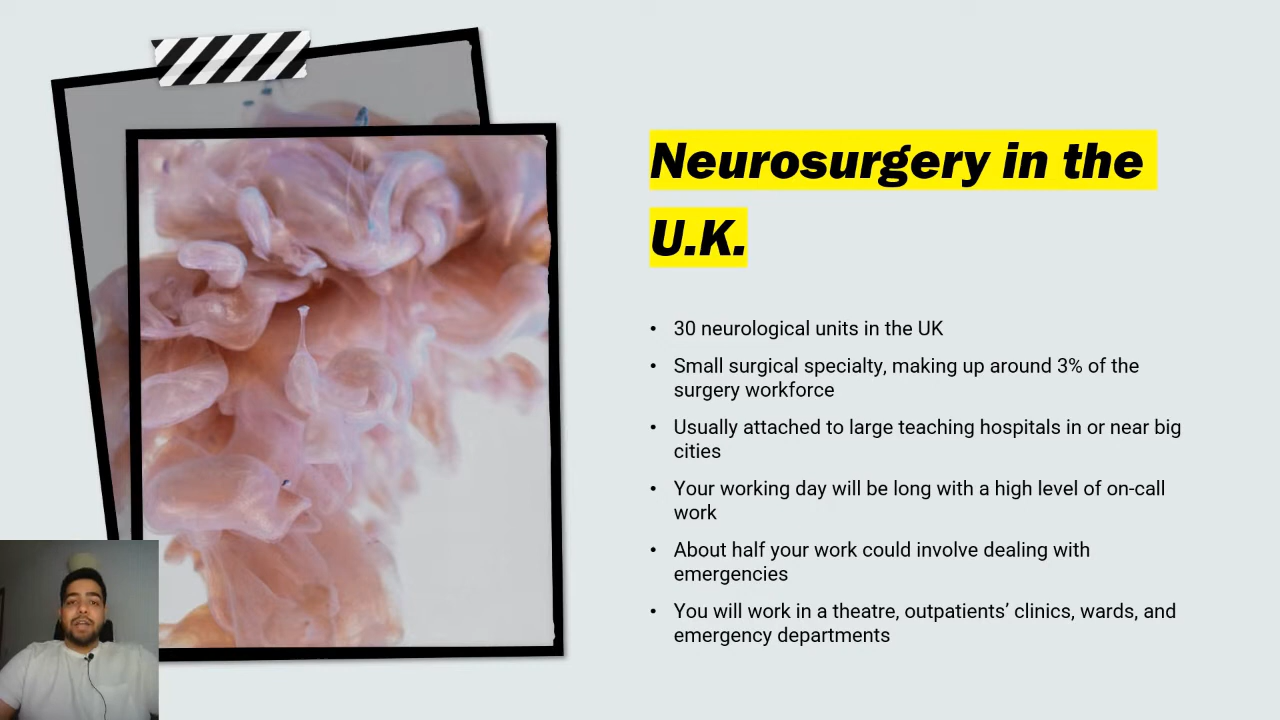 Neurosurgery in the
U.K.
• 30 neurological units in the UK
• Small surgical specialty, making up around 3% of the
surgery workforce
• Usually attached to large teaching hospitals in or near big
cities
• Your working day will be long with a high level of on-call
work
• About half your work could involve dealing with
emergencies
• You will work in a theatre, outpatients’ clinics, wards, and
emergency departments